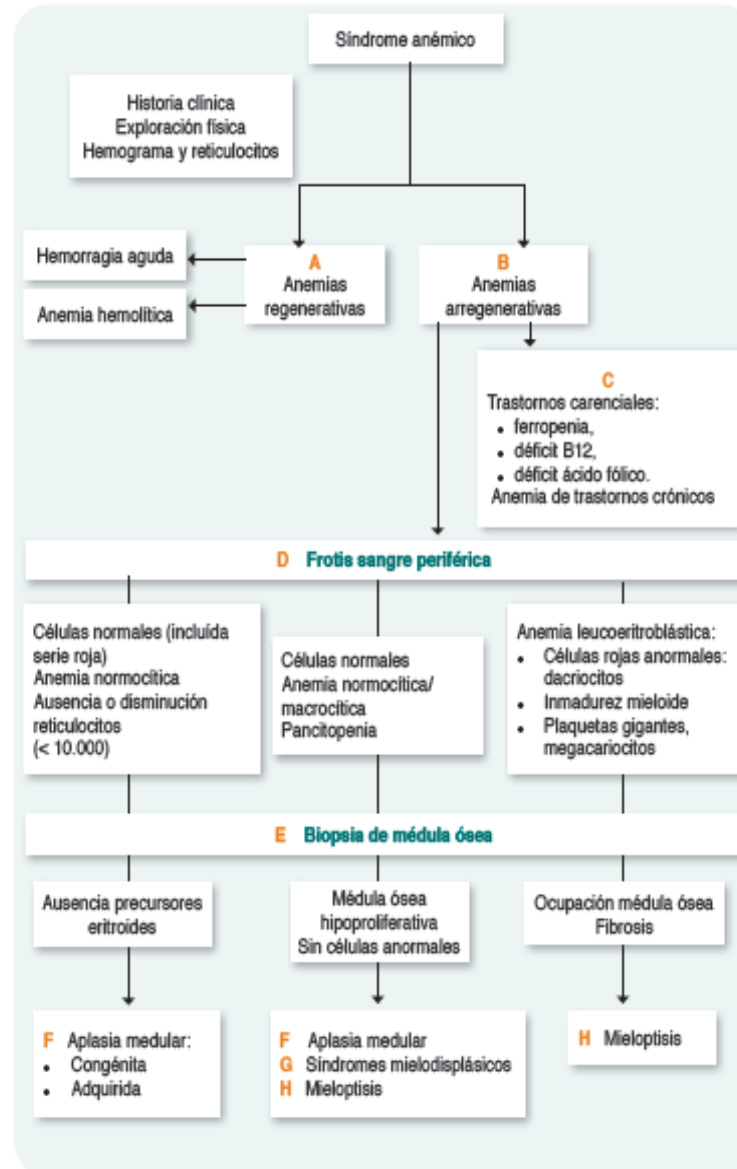 Síndrome anémico
Historia clínica
Exploración física
Hemograma y reticulocitos
Hemorragia aguda
Anemia hemolítica
A
Anemias
regenerativas
B
Anemias
arregenerativas
C
Trastornos carenciales:
• ferropenia,
• déficit B12,
• déficit ácido fólico.
Anemia de trastornos crónicos
D Frotis sangre periférica
Células normales (incluída
serie roja)
Anemia normocítica
Ausencia o disminución
reticulocitos
(< 10.000)
Células normales
Anemia normocítica/
macrocítica
Pancitopenia
Anemia leucoeritroblástica:
• Células rojas anormales:
dacriocitos
• Inmadurez mieloide
• Plaquetas gigantes,
megacariocitos
E Biopsia de médula ósea
Ausencia precursores
eritroides
Médula ósea
hipoproliferativa
Sin células anormales
Ocupación médula ósea
Fibrosis
F Aplasia medular:
• Congénita
• Adquirida
F Aplasia medular
G Síndromes mielodisplásicos
H Mieloptisis
H Mieloptisis